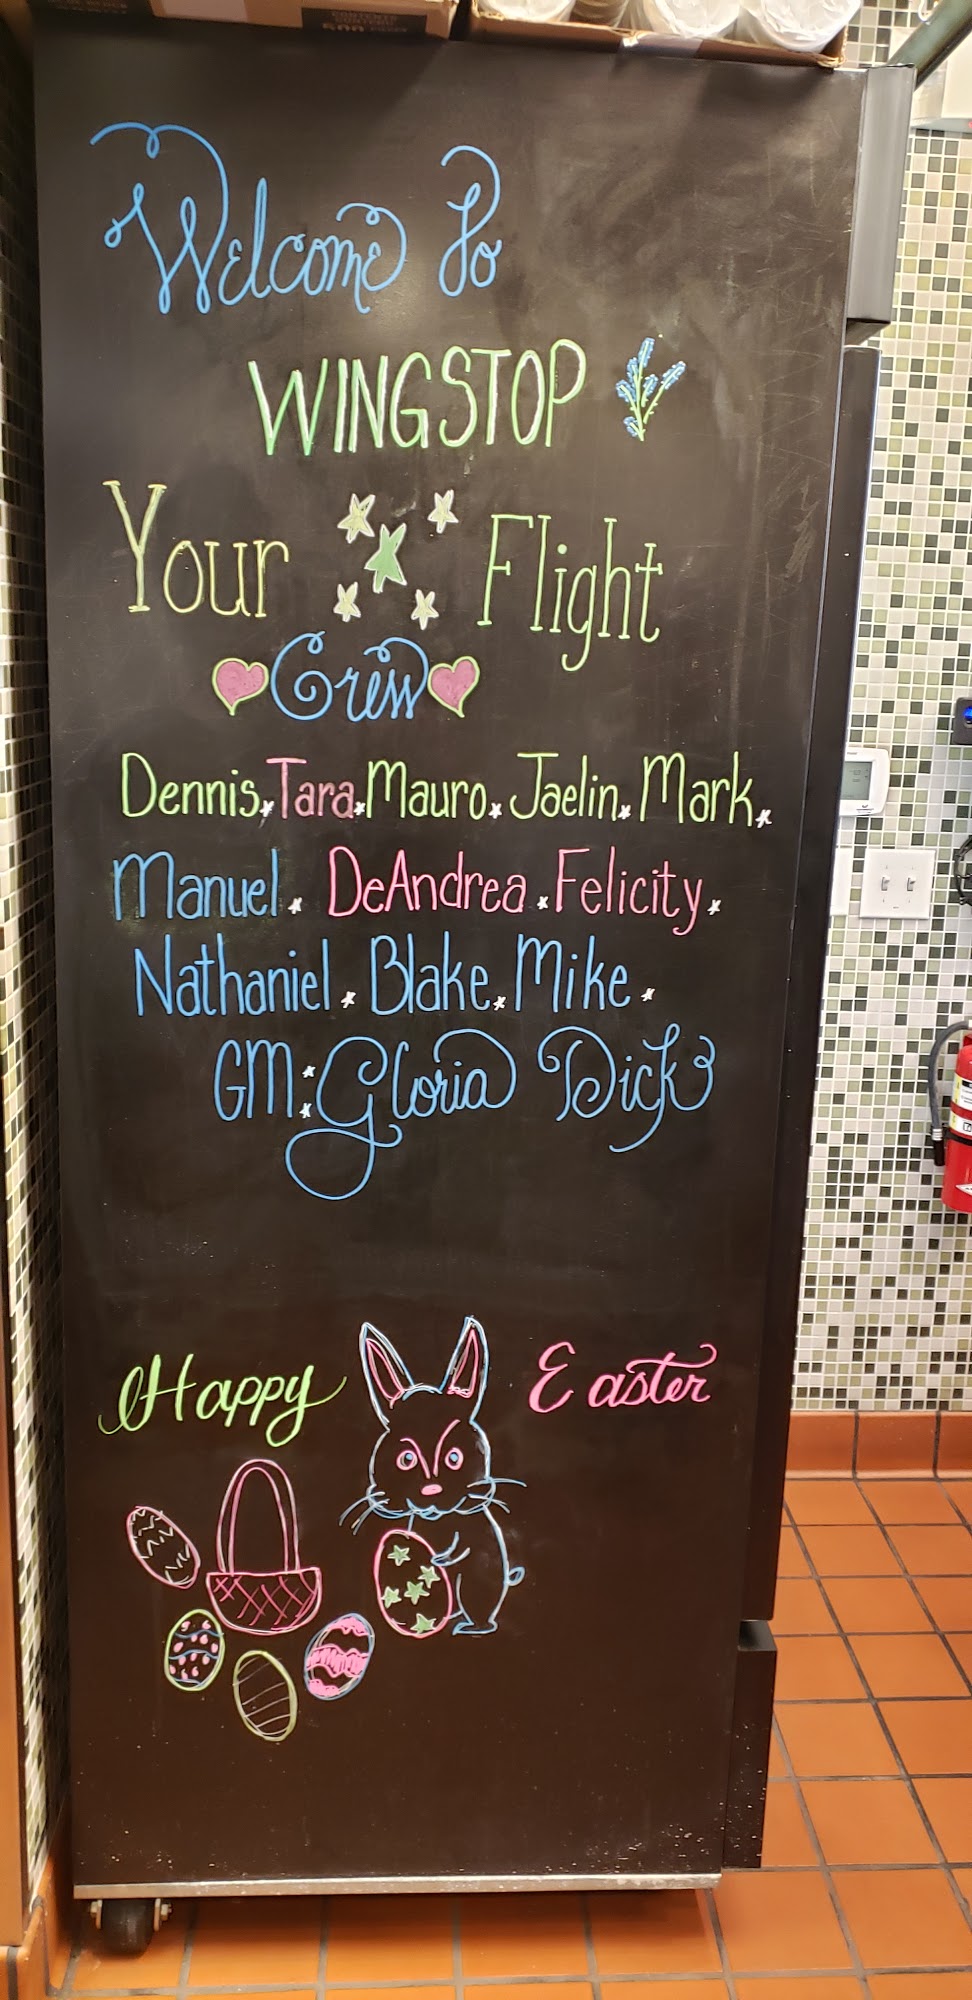 Welcome to
WINGSTOP
Your Flight
Crew
Dennis. Tara. Mauro. Jaelin. Mark.
Manuel. DeAndrea. Felicity.
Nathaniel. Blake. Mike.
GM: Gloria Dick
Happy Easter